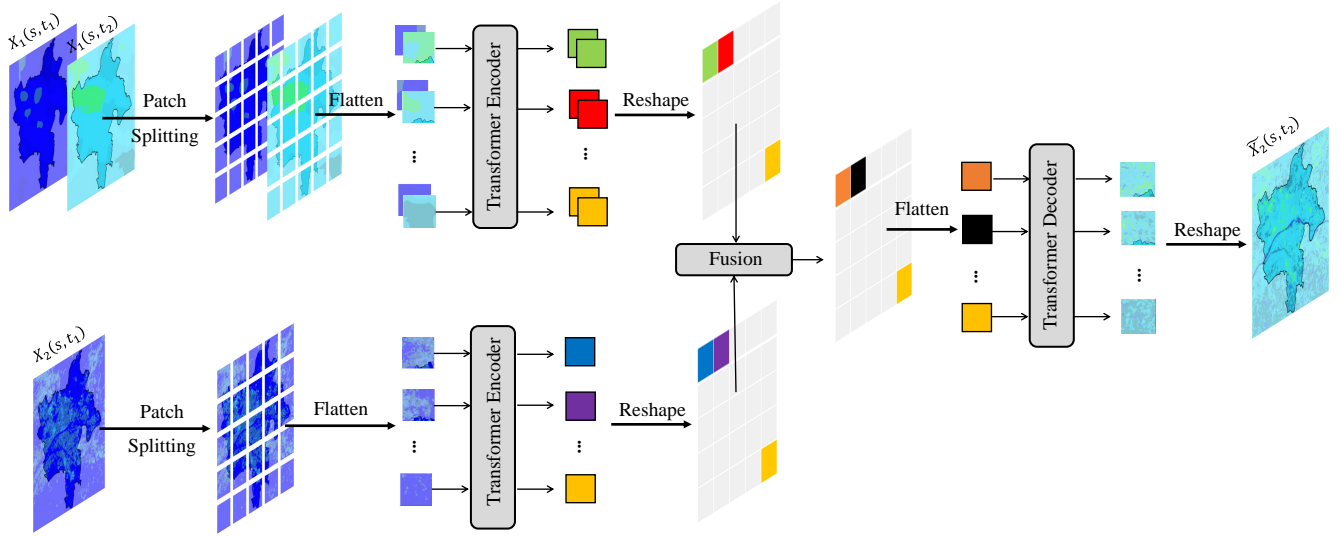 X₁(s,t₁)
X₁(s,t₂)
Patch
Splitting
Flatten
...
Transformer Encoder
...
Reshape
Fusion
Flatten
...
Transformer Decoder
...
Reshape
X̃₂(s,t₂)
X₂(s,t₁)
Patch
Splitting
Flatten
...
Transformer Encoder
...
Reshape